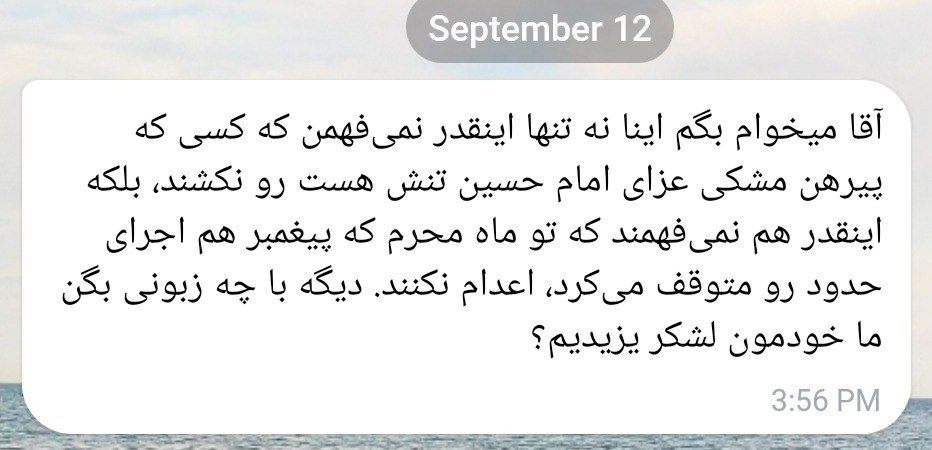 September 12
آقا میخوام بگم اینا نه تنها اینقدر نمی‌فهمن که کسی که
پیرهن مشکی عزای امام حسین تنش هست رو نکشند، بلکه
اینقدر هم نمی‌فهمند که تو ماه محرم که پیغمبر هم اجرای
حدود رو متوقف می‌کرد، اعدام نکنند. دیگه با چه زبونی بگن
ما خودمون لشکر یزیدیم؟
3:56 PM